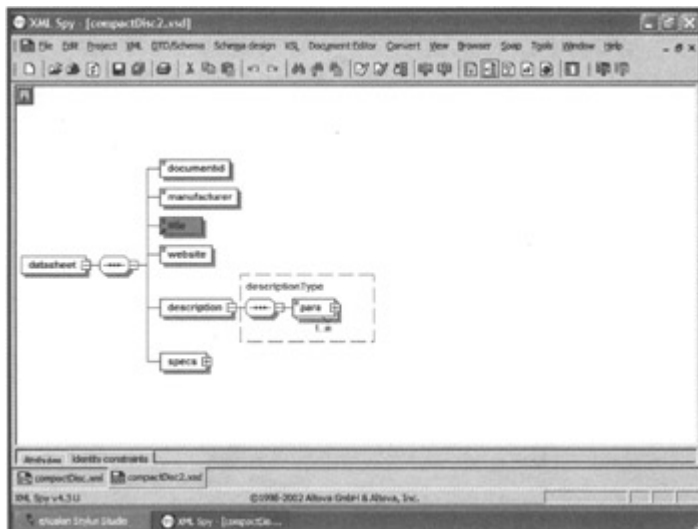 XML Spy - [compactDisc2.xsd]
File Edit Project XML DTD/Schema Schema design XSL Document Editor Convert View Browser Soap Tools Window Help
documentid
manufacturer
title
website
datasheet
descriptionType
description
para
specs
Attributes Identity constraints
compactDisc.xml compactDisc2.xsd
XML Spy v4.3 U ©1998-2002 Altova GmbH & Altova, Inc.
Stylus Studio XML Spy - [compactDis...